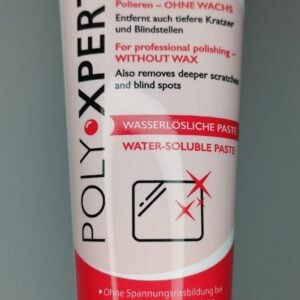 Polieren – OHNE WACHS
Entfernt auch tiefere Kratzer
und Blindstellen
For professional polishing –
WITHOUT WAX
Also removes deeper scratches
and blind spots
WASSERLÖSLICHE PASTE
WATER-SOLUBLE PASTE
POLY•XPERT
• Ohne Spannungsrissbildung bei